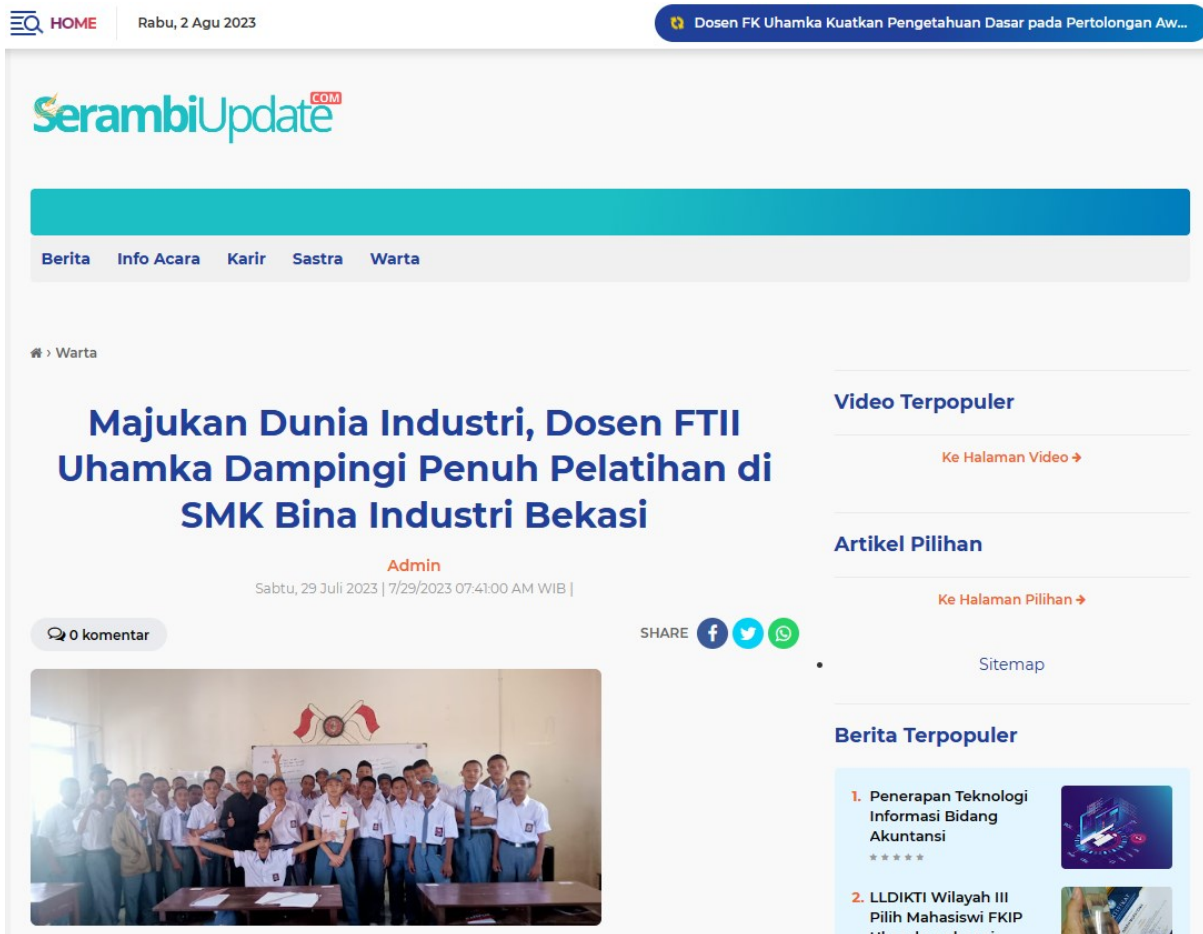 HOME
Rabu, 2 Agu 2023
Dosen FK Uhamka Kuatkan Pengetahuan Dasar pada Pertolongan Aw...
SerambiUpdate
COM
Berita Info Acara Karir Sastra Warta
› Warta
Majukan Dunia Industri, Dosen FTII
Uhamka Dampingi Penuh Pelatihan di
SMK Bina Industri Bekasi
Admin
Sabtu, 29 Juli 2023 | 7/29/2023 07:41:00 AM WIB |
0 komentar
SHARE
Video Terpopuler
Ke Halaman Video
Artikel Pilihan
Ke Halaman Pilihan
Sitemap
Berita Terpopuler
1. Penerapan Teknologi
Informasi Bidang
Akuntansi
2. LLDIKTI Wilayah III
Pilih Mahasiswi FKIP